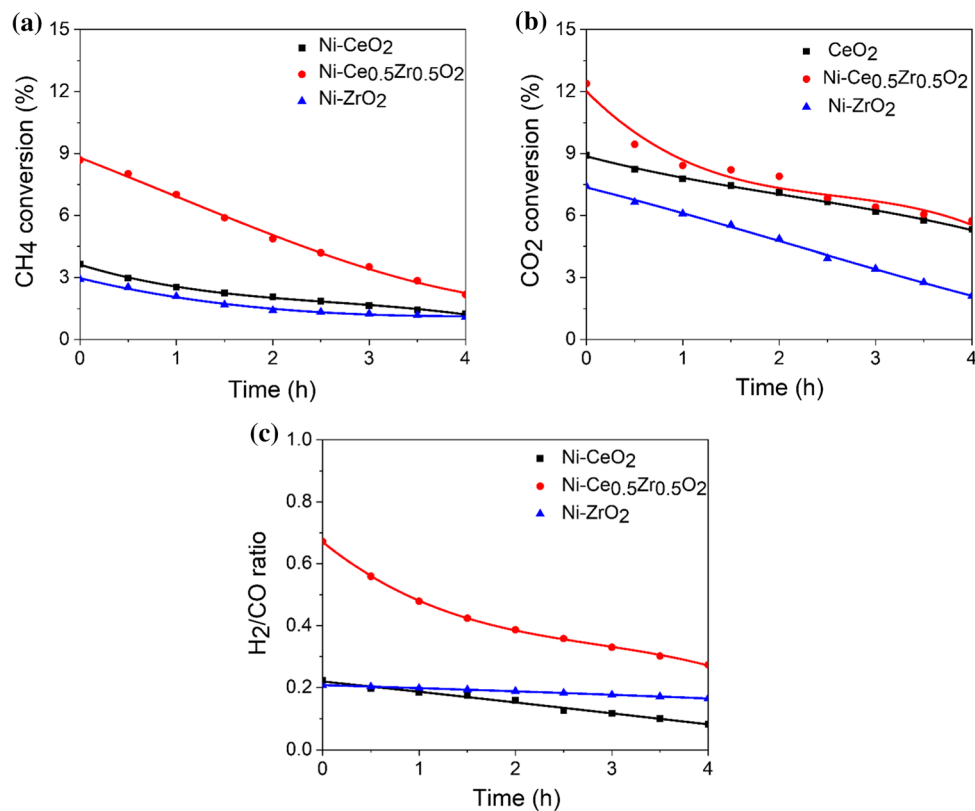 (a)
15
12
9
6
3
0
CH4 conversion (%)
Ni-CeO2
Ni-Ce0.5Zr0.5O2
Ni-ZrO2
0 1 2 3 4
Time (h)
(b)
15
12
9
6
3
0
CO2 conversion (%)
CeO2
Ni-Ce0.5Zr0.5O2
Ni-ZrO2
0 1 2 3 4
Time (h)
(c)
1.0
0.8
0.6
0.4
0.2
0.0
H2/CO ratio
Ni-CeO2
Ni-Ce0.5Zr0.5O2
Ni-ZrO2
0 1 2 3 4
Time (h)